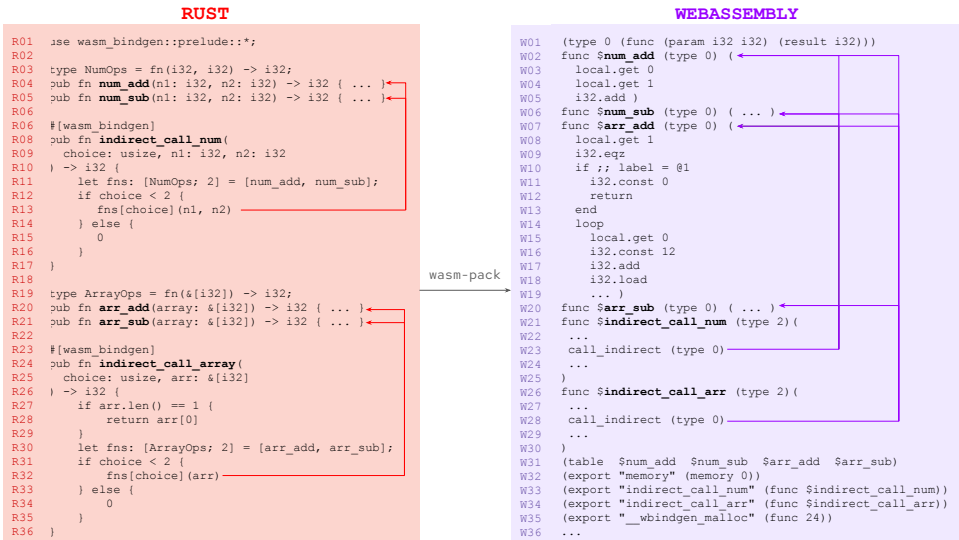 RUST
R01 use wasm_bindgen::prelude::*;
R02
R03 type NumOps = fn(i32, i32) -> i32;
R04 pub fn num_add(n1: i32, n2: i32) -> i32 { ... }
R05 pub fn num_sub(n1: i32, n2: i32) -> i32 { ... }
R06
R06 #[wasm_bindgen]
R08 pub fn indirect_call_num(
R09 choice: usize, n1: i32, n2: i32
R10 ) -> i32 {
R11 let fns: [NumOps; 2] = [num_add, num_sub];
R12 if choice < 2 {
R13 fns[choice](n1, n2)
R14 } else {
R15 0
R16 }
R17 }
R18
R19 type ArrayOps = fn(&[i32]) -> i32;
R20 pub fn arr_add(array: &[i32]) -> i32 { ... }
R21 pub fn arr_sub(array: &[i32]) -> i32 { ... }
R22
R23 #[wasm_bindgen]
R24 pub fn indirect_call_array(
R25 choice: usize, arr: &[i32]
R26 ) -> i32 {
R27 if arr.len() == 1 {
R28 return arr[0]
R29 }
R30 let fns: [ArrayOps; 2] = [arr_add, arr_sub];
R31 if choice < 2 {
R32 fns[choice](arr)
R33 } else {
R34 0
R35 }
R36 }
wasm-pack
WEBASSEMBLY
W01 (type 0 (func (param i32 i32) (result i32)))
W02 func $num_add (type 0) (
W03 local.get 0
W04 local.get 1
W05 i32.add )
W06 func $num_sub (type 0) ( ... )
W07 func $arr_add (type 0) (
W08 local.get 1
W09 i32.eqz
W10 if ;; label = @1
W11 i32.const 0
W12 return
W13 end
W14 loop
W15 local.get 0
W16 i32.const 12
W17 i32.add
W18 i32.load
W19 ... )
W20 func $arr_sub (type 0) ( ... )
W21 func $indirect_call_num (type 2)(
W22 ...
W23 call_indirect (type 0)
W24 ...
W25 )
W26 func $indirect_call_arr (type 2)(
W27 ...
W28 call_indirect (type 0)
W29 ...
W30 )
W31 (table $num_add $num_sub $arr_add $arr_sub)
W32 (export "memory" (memory 0))
W33 (export "indirect_call_num" (func $indirect_call_num))
W34 (export "indirect_call_arr" (func $indirect_call_arr))
W35 (export "__wbindgen_malloc" (func 24))
W36 ...